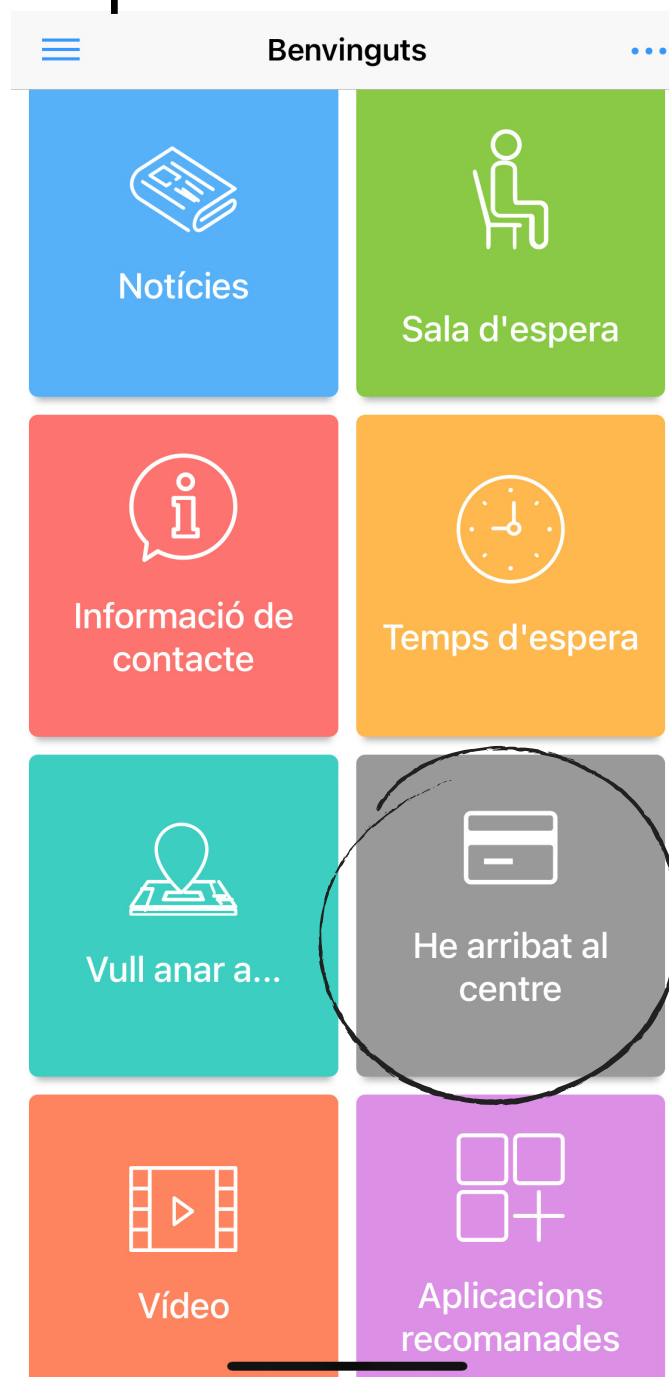 Benvinguts
Notícies
Sala d'espera
Informació de
contacte
Temps d'espera
Vull anar a...
He arribat al
centre
Vídeo
Aplicacions
recomanades